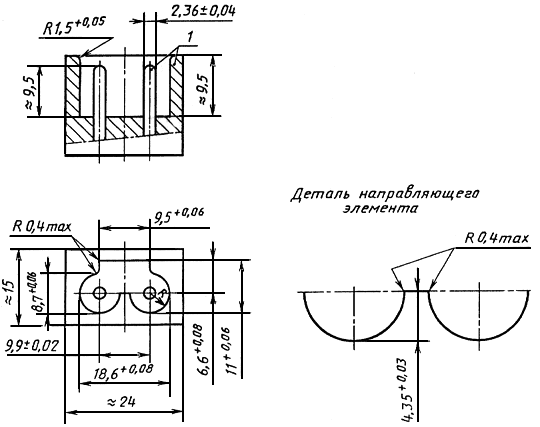 R1,5+0,05
2,36±0,04
1
≈9,5
≈9,5
Деталь направляющего
элемента
R 0,4max
9,5+0,06
R 0,4max
≈15
8,7+0,06
R
9,9±0,02
18,6+0,08
≈24
6,6+0,08
11+0,06
4,35+0,03